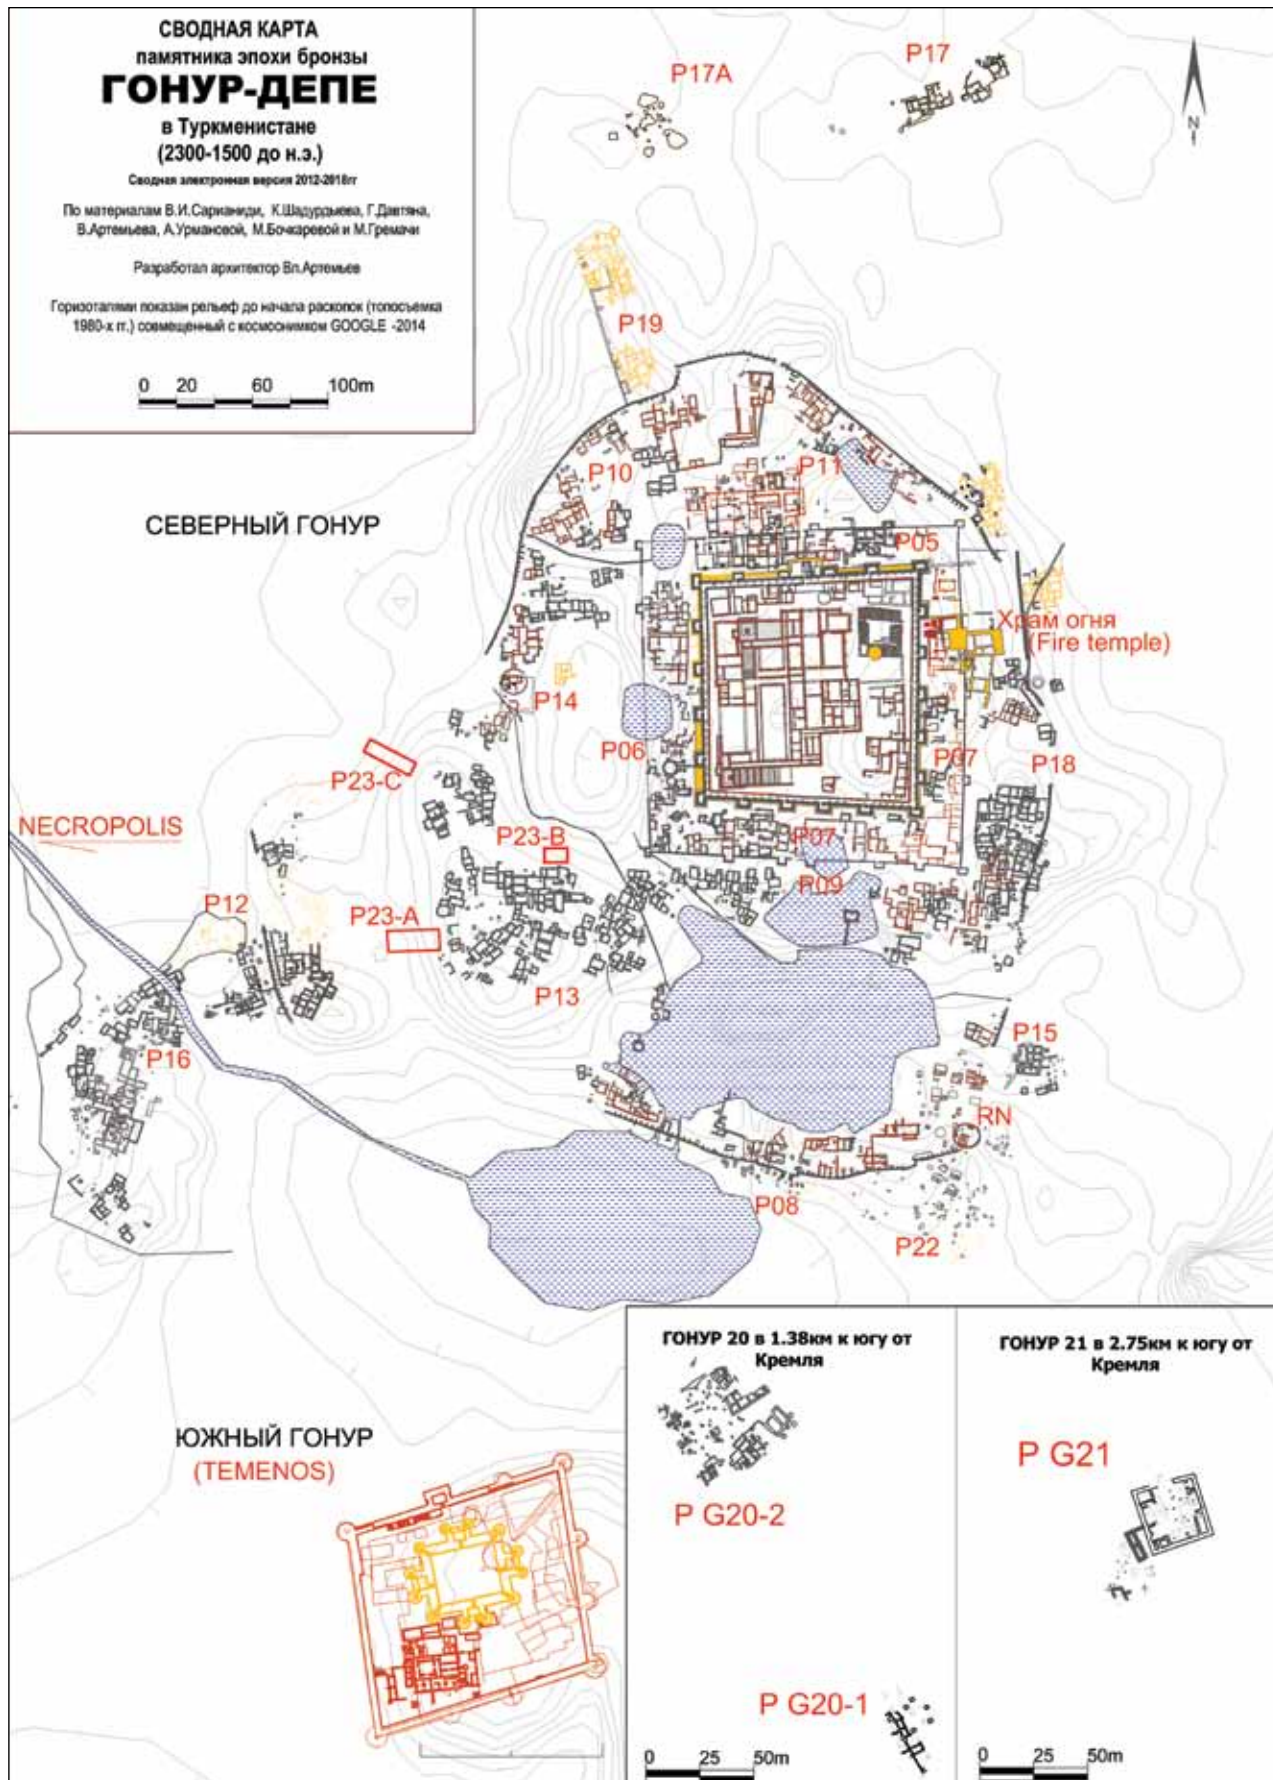 СВОДНАЯ КАРТА
памятника эпохи бронзы
ГОНУР-ДЕПЕ
в Туркменистане
(2300-1500 до н.э.)
Сводная электронная версия 2012-2018гг
По материалам В.И.Сарианиди, К.Шадурдыева, Г.Давтяна,
В.Артемьева, А.Урмановой, М.Бочкаревой и М.Гремачи
Разработал архитектор Вл.Артемьев
Горизоталями показан рельеф до начала раскопок (топосъемка
1980-х гг.) совмещенный с космоснимком GOOGLE -2014
0 20 60 100m
P17A
P17
N
P19
P10
P11
СЕВЕРНЫЙ ГОНУР
P05
Храм огня
(Fire temple)
P14
P06
P07
P18
P23-C
NECROPOLIS
P23-B
P07
P09
P12
P23-A
P13
P16
P15
RN
P08
P22
ГОНУР 20 в 1.38км к югу от
Кремля
P G20-2
P G20-1
0 25 50m
ГОНУР 21 в 2.75км к югу от
Кремля
P G21
0 25 50m
ЮЖНЫЙ ГОНУР
(TEMENOS)